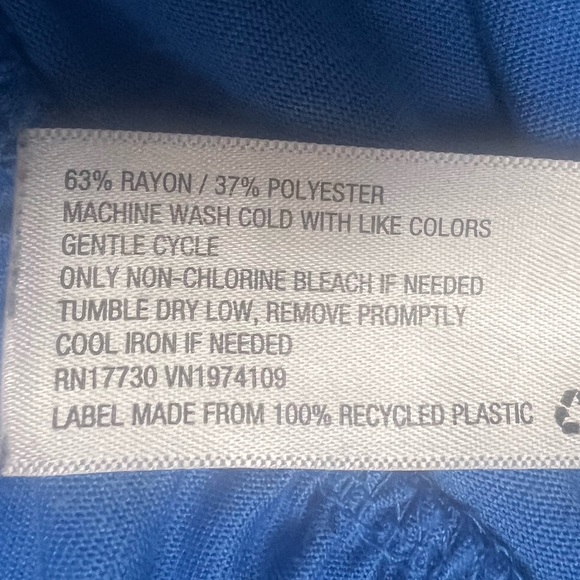 63% RAYON / 37% POLYESTER
MACHINE WASH COLD WITH LIKE COLORS
GENTLE CYCLE
ONLY NON-CHLORINE BLEACH IF NEEDED
TUMBLE DRY LOW, REMOVE PROMPTLY
COOL IRON IF NEEDED
RN17730 VN1974109
LABEL MADE FROM 100% RECYCLED PLASTIC